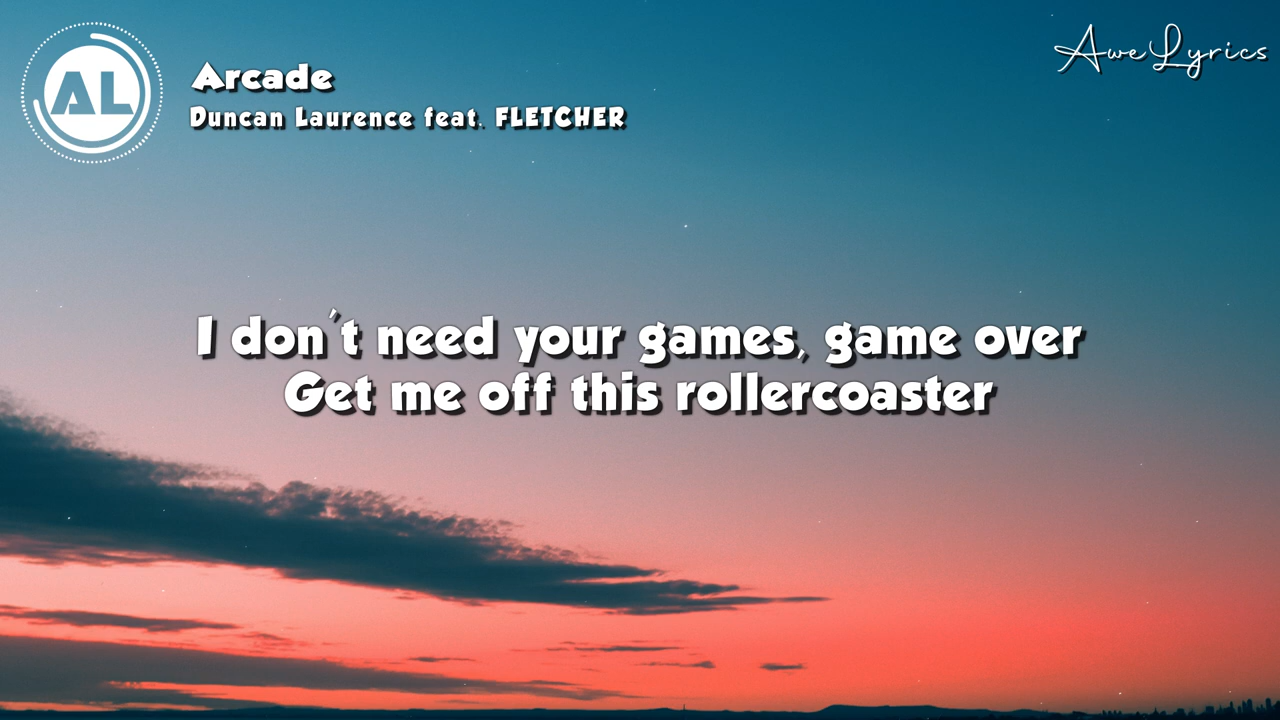 AL
Arcade
Duncan Laurence feat. FLETCHER
AweLyrics
I don't need your games, game over
Get me off this rollercoaster